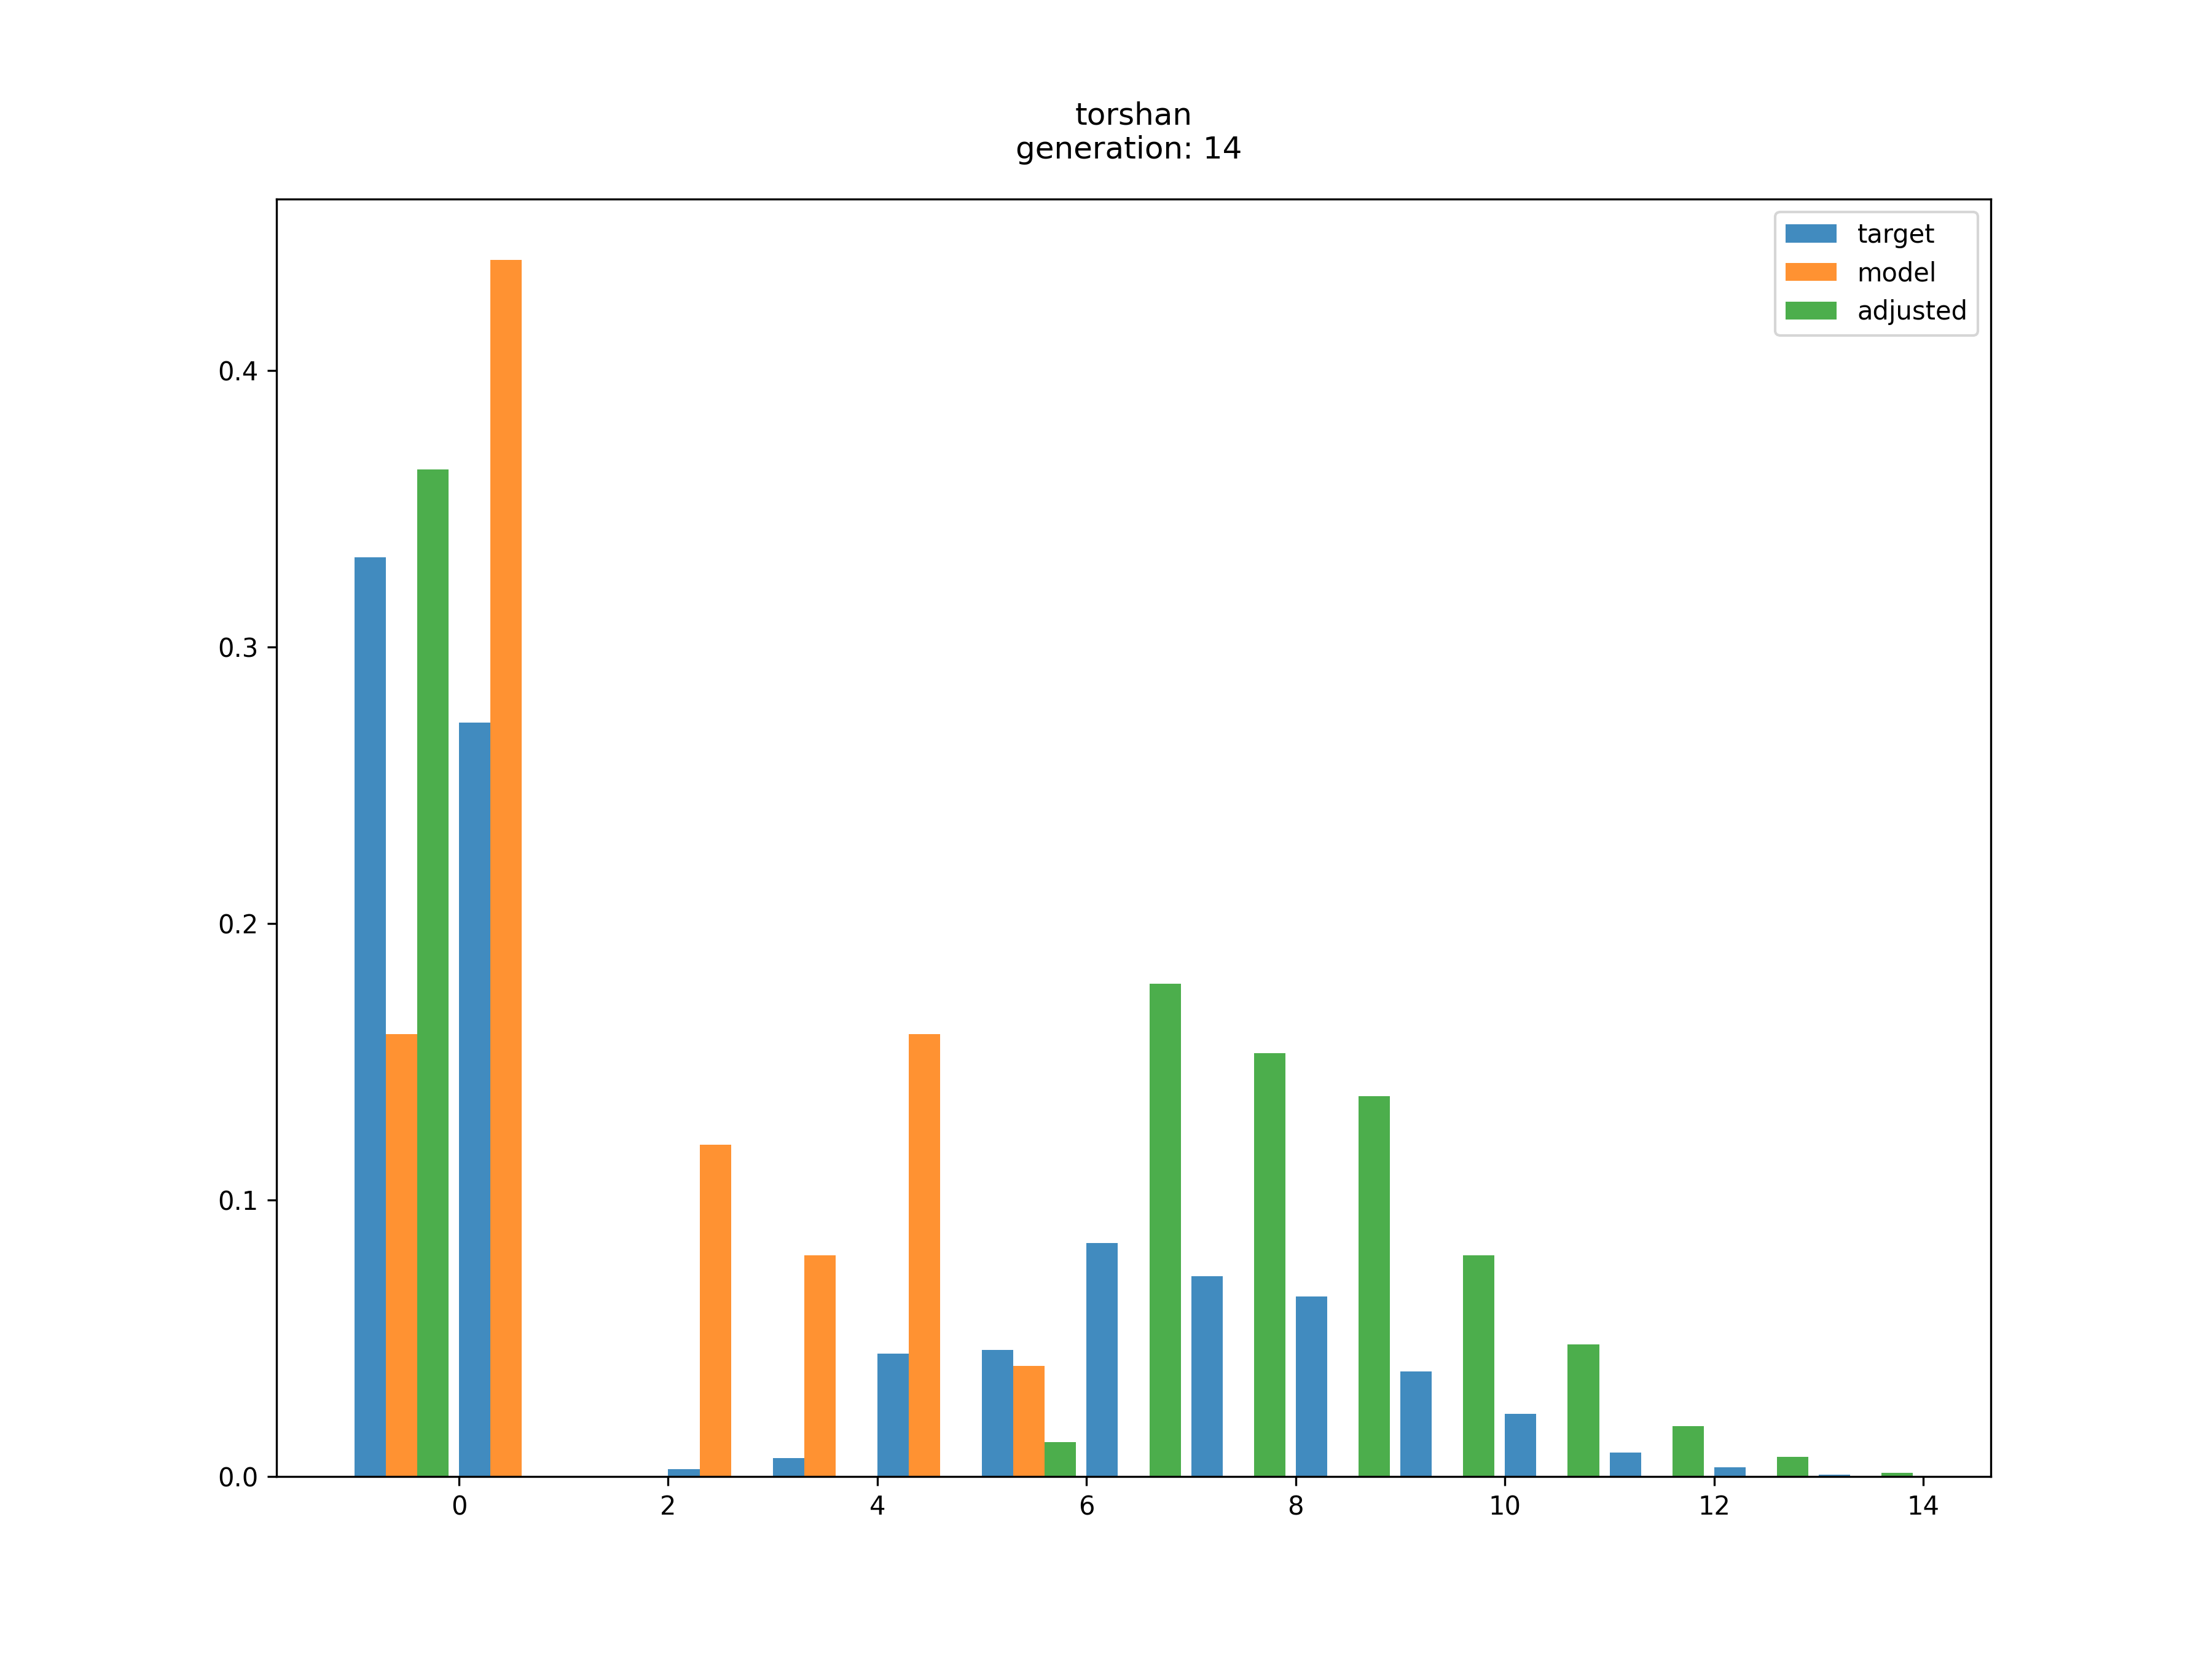 torshan
generation: 14
target
model
adjusted
0.4
0.3
0.2
0.1
0.0
0 2 4 6 8 10 12 14